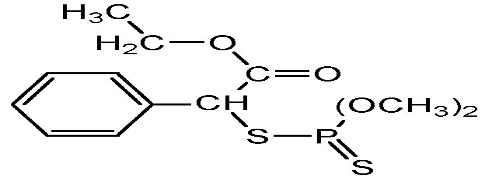 H₃C
H₂C O
C O
CH (OCH₃)₂
S P
S